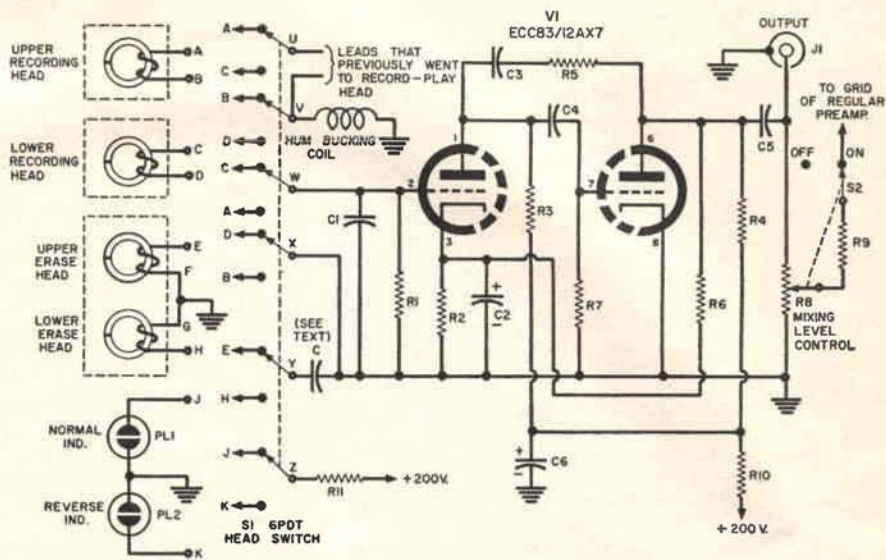 V1
ECC83/12AX7
OUTPUT
J1
UPPER
RECORDING
HEAD
A
B
LOWER
RECORDING
HEAD
C
D
UPPER
ERASE
HEAD
E
F
LOWER
ERASE
HEAD
G
H
NORMAL
IND.
PL1
J
REVERSE
IND.
PL2
K
A
C
B
D
C
A
D
B
E
H
J
K
S1 6PDT
HEAD SWITCH
U
V
W
X
Y
Z
LEADS THAT
PREVIOUSLY WENT
TO RECORD-PLAY
HEAD
HUM BUCKING
COIL
(SEE
TEXT)
C
C1
R1
R2
C2
+
−
1
2
3
C3
R5
C4
R3
R7
6
7
8
C5
R6
R4
TO GRID
OF REGULAR
PREAMP.
OFF
ON
S2
R9
R8
MIXING
LEVEL
CONTROL
+
−
C6
R10
+200 V.
R11
+200V.